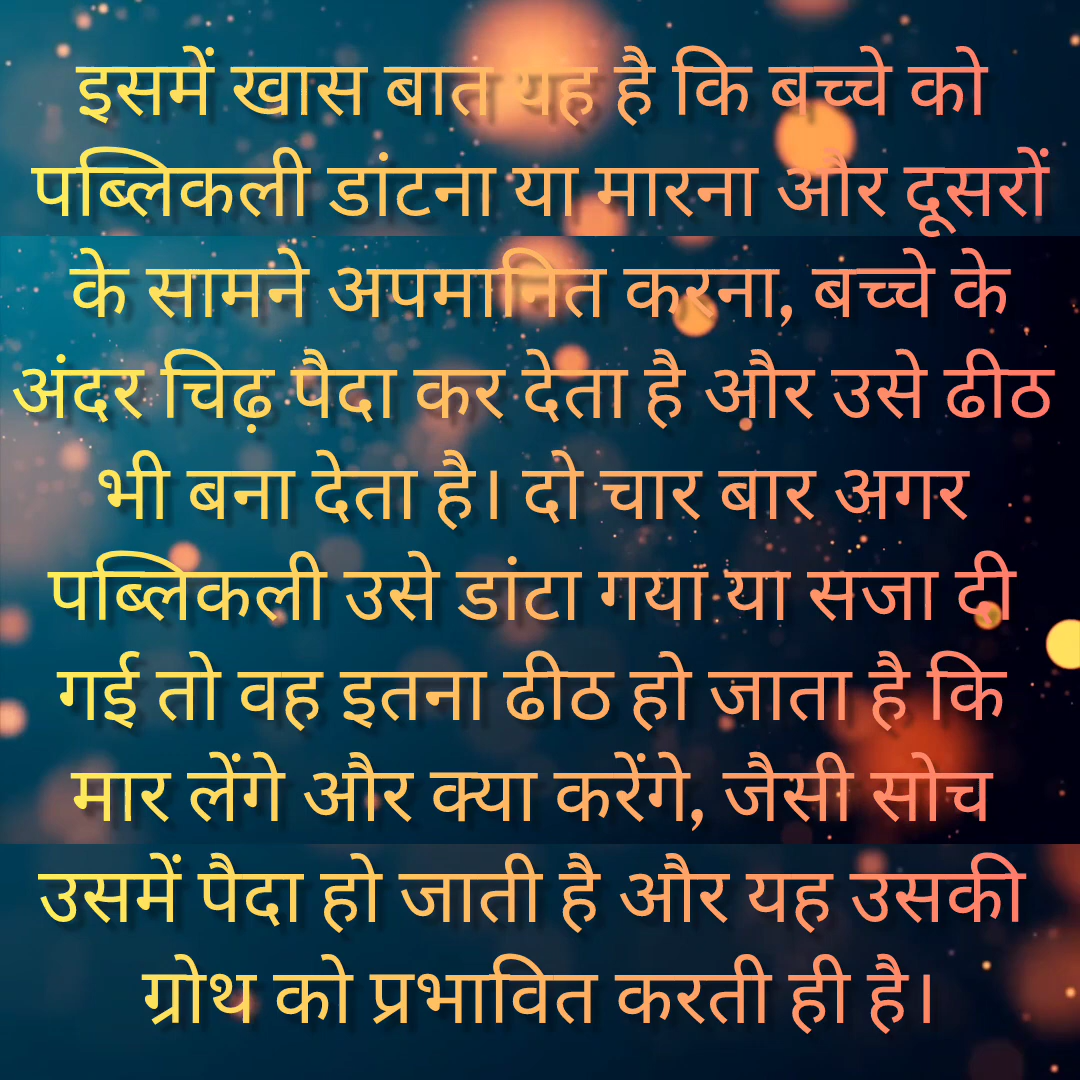 इसमें खास बात यह है कि बच्चे को
पब्लिकली डांटना या मारना और दूसरों
के सामने अपमानित करना, बच्चे के
अंदर चिढ़ पैदा कर देता है और उसे ढीठ
भी बना देता है। दो चार बार अगर
पब्लिकली उसे डांटा गया या सजा दी
गई तो वह इतना ढीठ हो जाता है कि
मार लेंगे और क्या करेंगे, जैसी सोच
उसमें पैदा हो जाती है और यह उसकी
ग्रोथ को प्रभावित करती ही है।